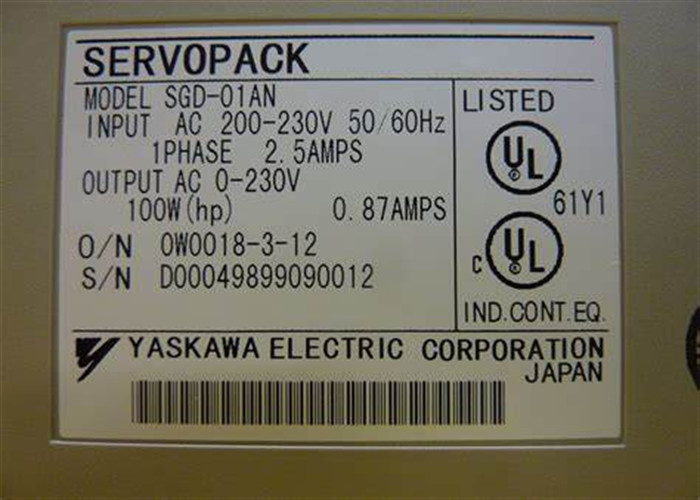 SERVOPACK
MODEL SGD-01AN
INPUT AC 200-230V 50/60Hz
1PHASE 2.5AMPS
OUTPUT AC 0-230V
100W(hp) 0.87AMPS
O/N 0W0018-3-12
S/N D00049899090012
LISTED
UL
61Y1
C UL
IND.CONT.EQ.
YASKAWA ELECTRIC CORPORATION
JAPAN